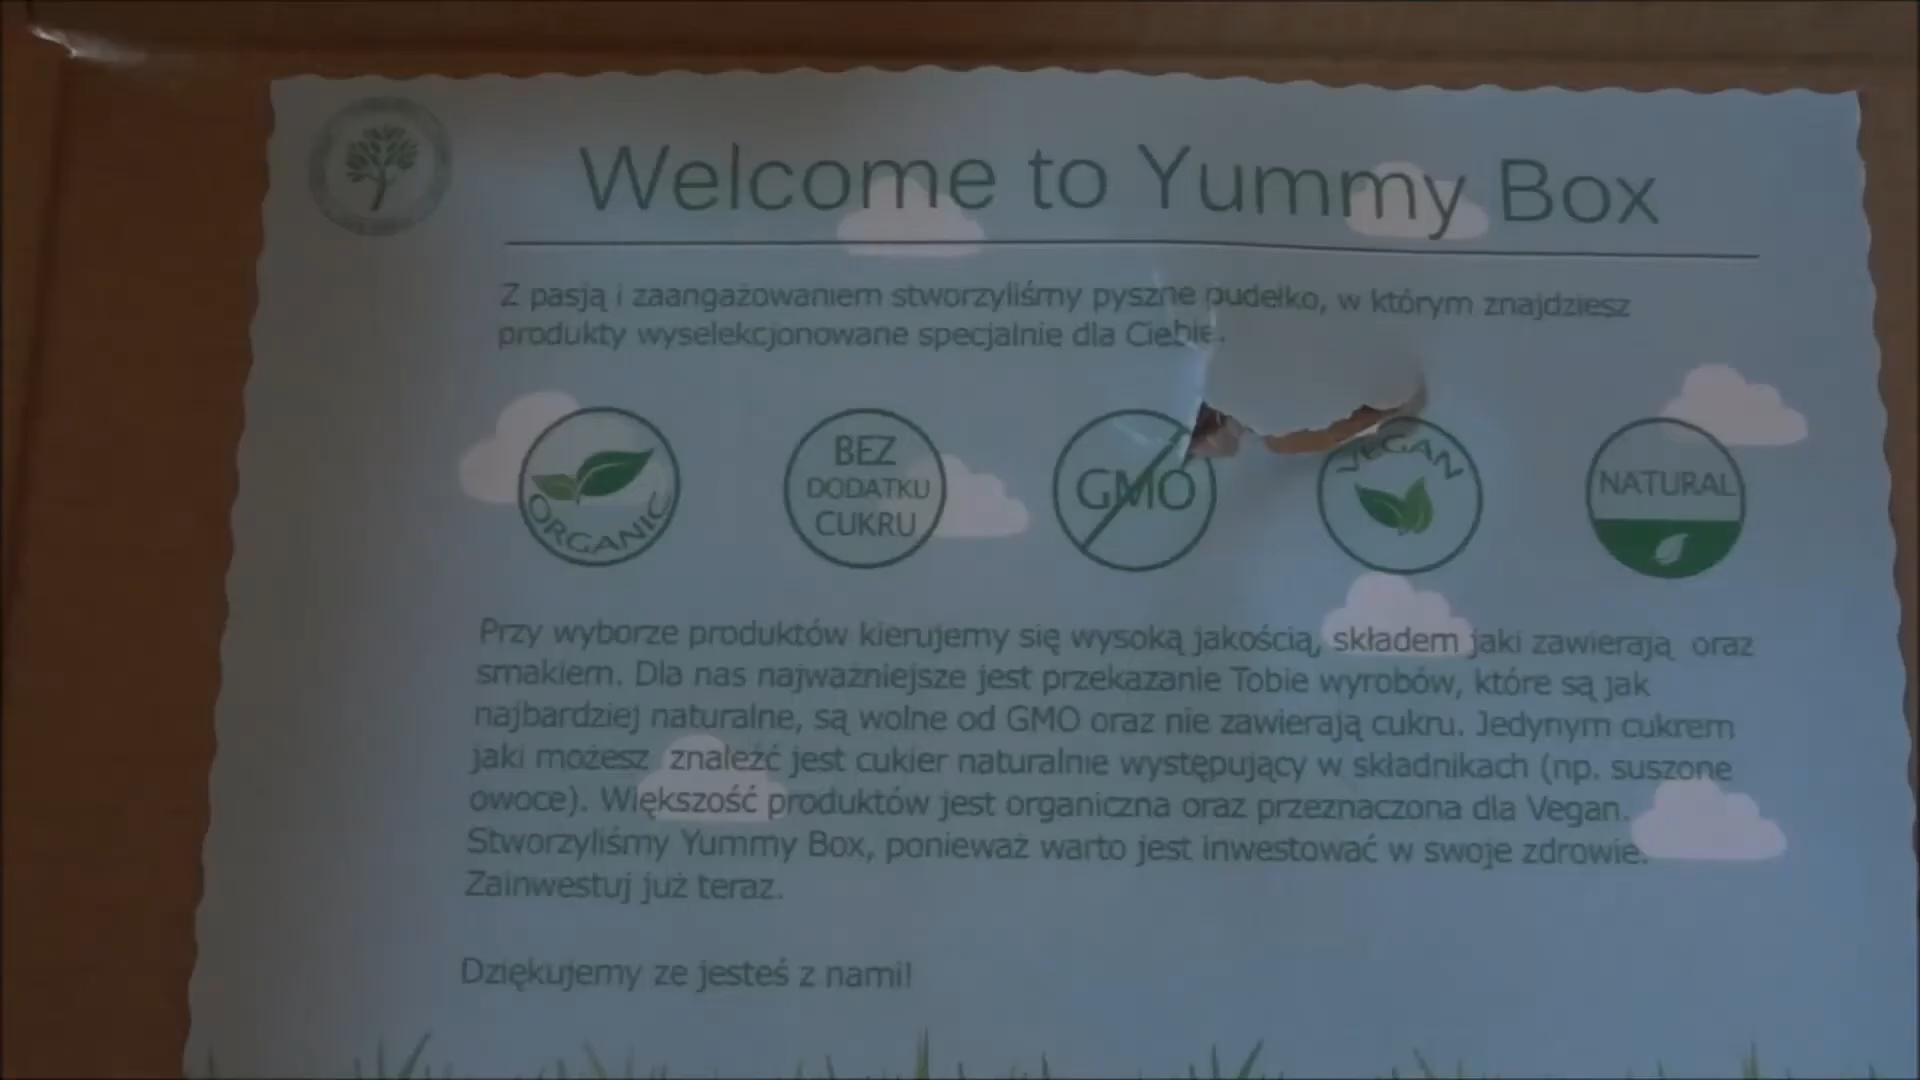 Welcome to Yummy Box
Z pasją i zaangażowaniem stworzyliśmy pyszne pudełko, w którym znajdziesz
produkty wyselekcjonowane specjalnie dla Ciebie.
ORGANIC
BEZ
DODATKU
CUKRU
GMO
VEGAN
NATURAL
Przy wyborze produktów kierujemy się wysoką jakością, składem jaki zawierają oraz
smakiem. Dla nas najważniejsze jest przekazanie Tobie wyrobów, które są jak
najbardziej naturalne, są wolne od GMO oraz nie zawierają cukru. Jedynym cukrem
jaki możesz znaleźć jest cukier naturalnie występujący w składnikach (np. suszone
owoce). Większość produktów jest organiczna oraz przeznaczona dla Vegan.
Stworzyliśmy Yummy Box, ponieważ warto jest inwestować w swoje zdrowie.
Zainwestuj już teraz.
Dziękujemy ze jesteś z nami!